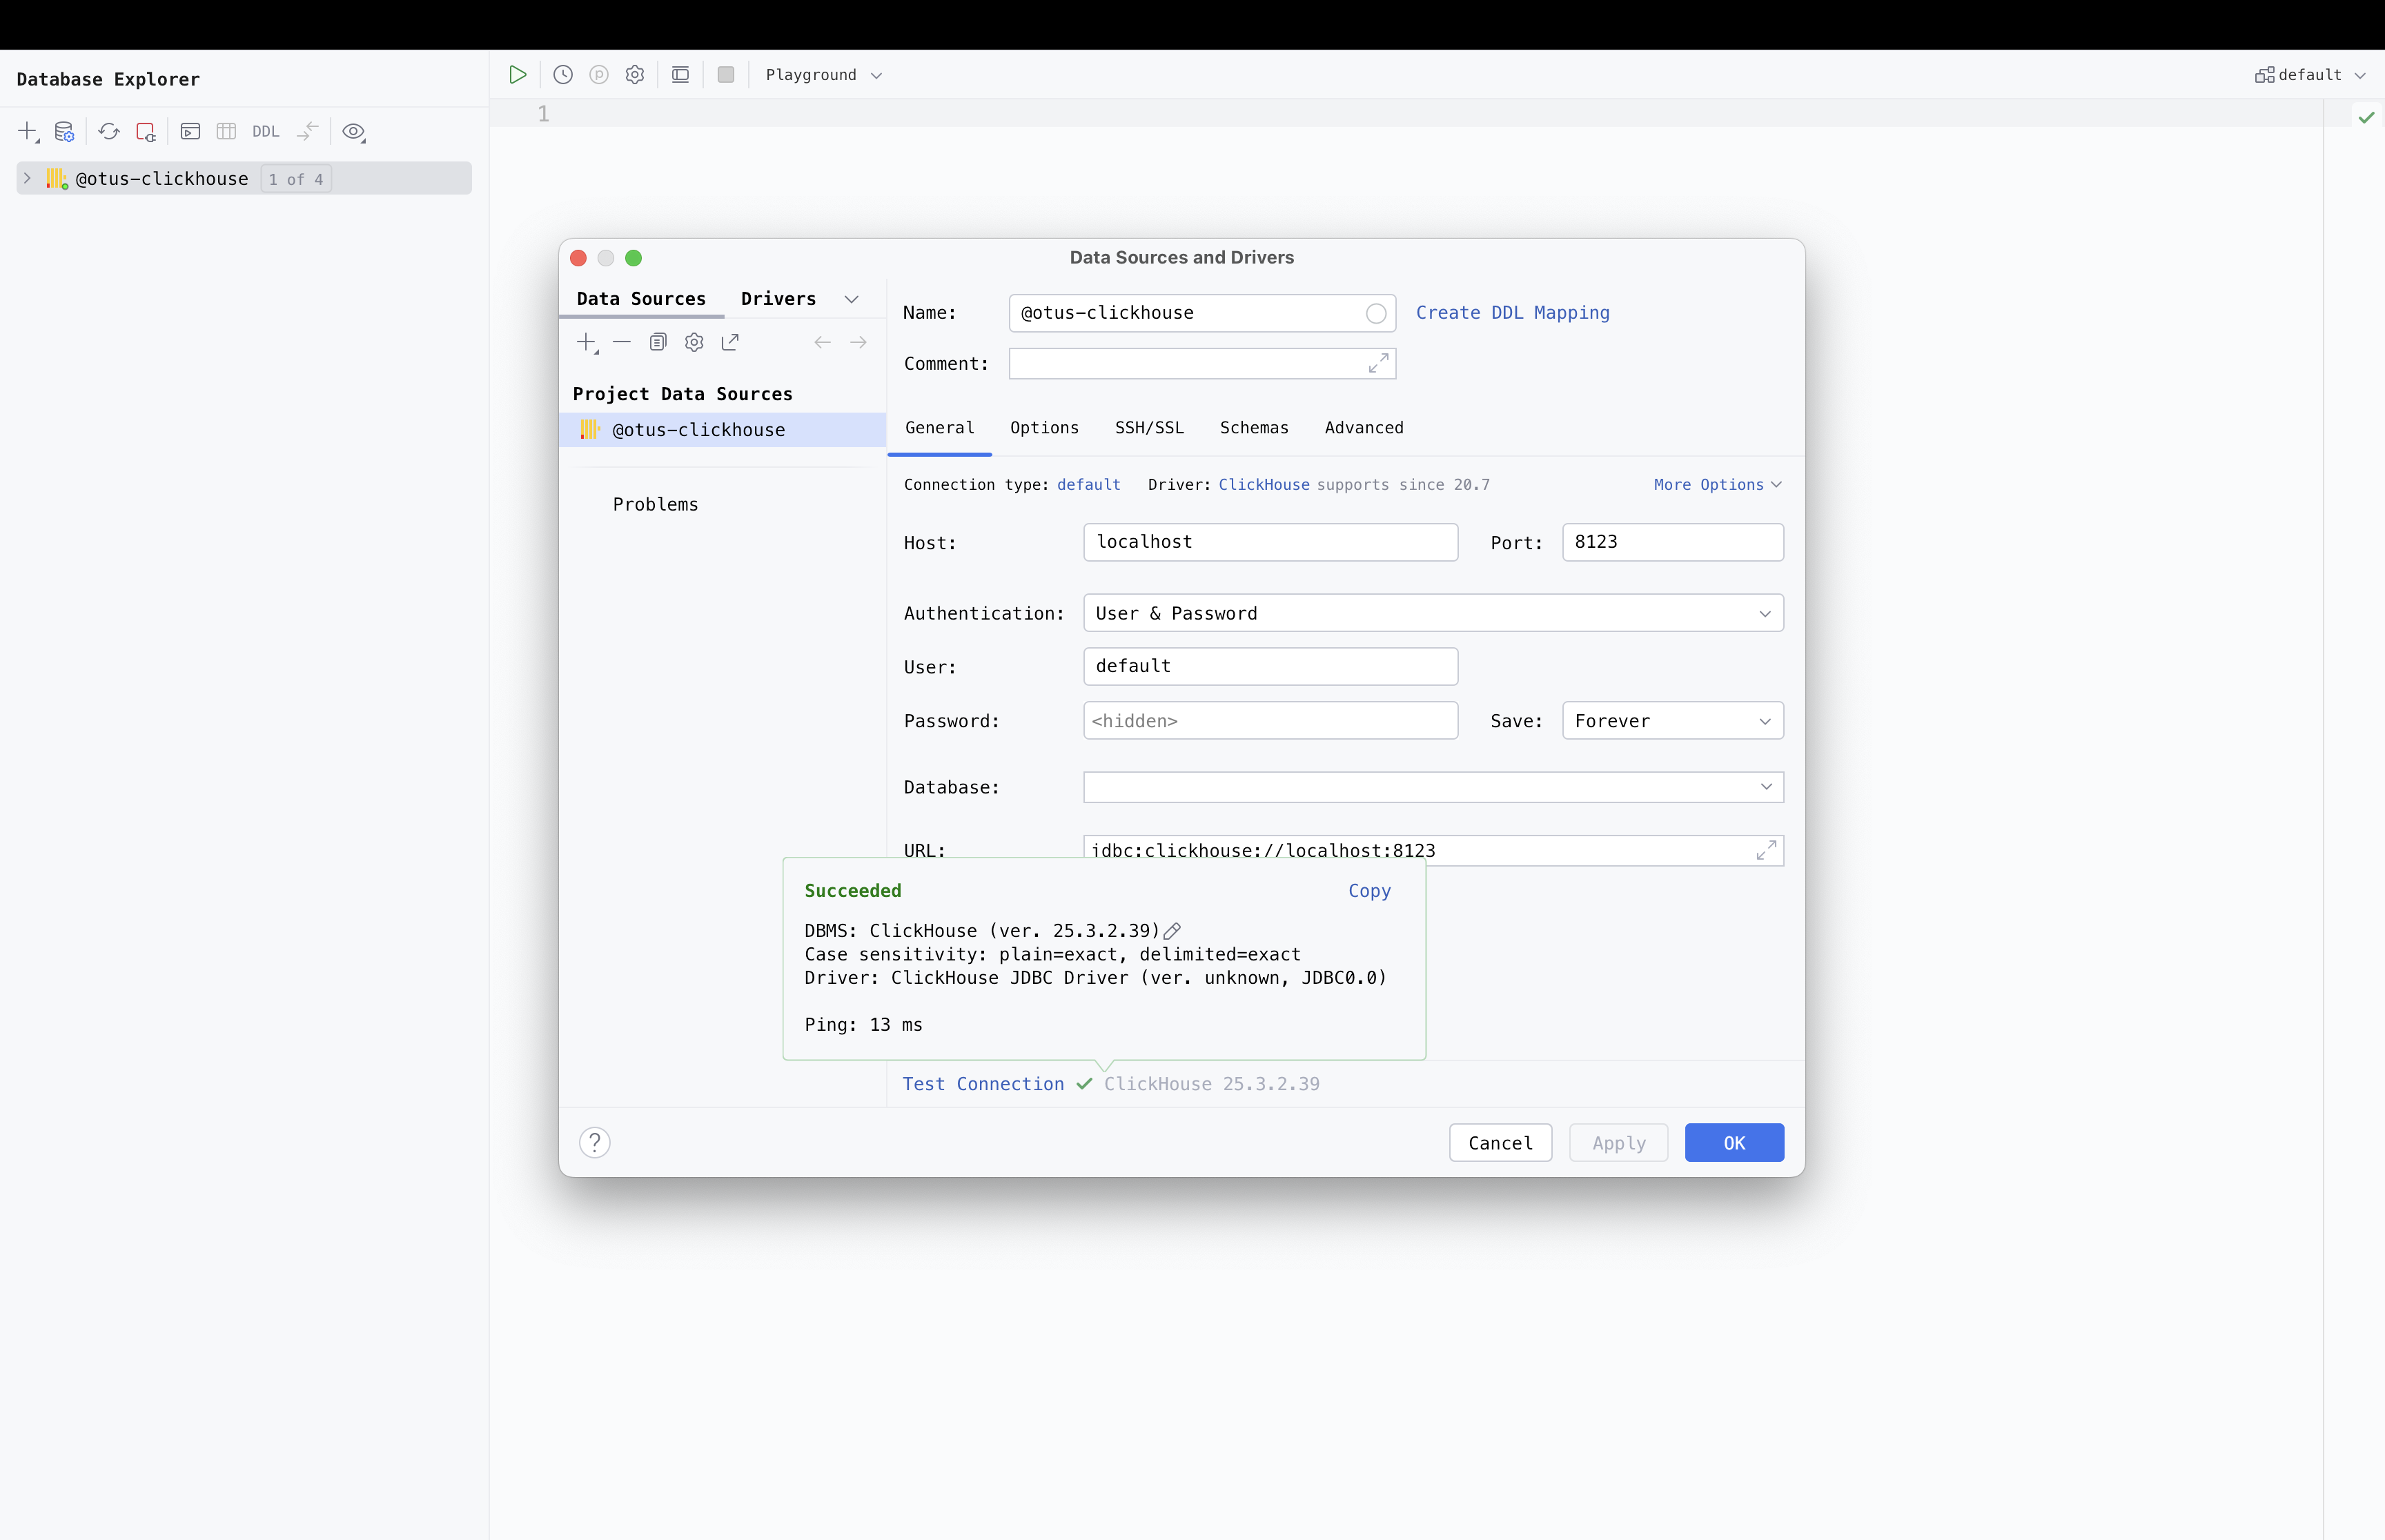 Database Explorer
Playground
default
DDL
1
@otus-clickhouse 1 of 4
Data Sources and Drivers
Data Sources Drivers
Name: @otus-clickhouse Create DDL Mapping
Comment:
Project Data Sources
@otus-clickhouse
Problems
General Options SSH/SSL Schemas Advanced
Connection type: default Driver: ClickHouse supports since 20.7 More Options
Host: localhost Port: 8123
Authentication: User & Password
User: default
Password: <hidden> Save: Forever
Database:
URL: jdbc:clickhouse://localhost:8123
Succeeded Copy
DBMS: ClickHouse (ver. 25.3.2.39)
Case sensitivity: plain=exact, delimited=exact
Driver: ClickHouse JDBC Driver (ver. unknown, JDBC0.0)
Ping: 13 ms
Test Connection ClickHouse 25.3.2.39
? Cancel Apply OK